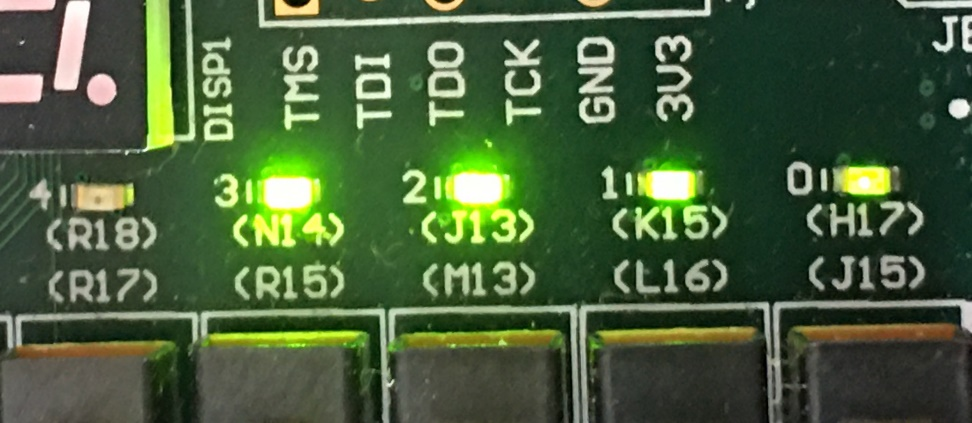 DISP1 TMS TDI TDO TCK GND 3V3
4 3 2 1 0
(R18) (N14) (J13) (K15) (H17)
(R17) (R15) (M13) (L16) (J15)